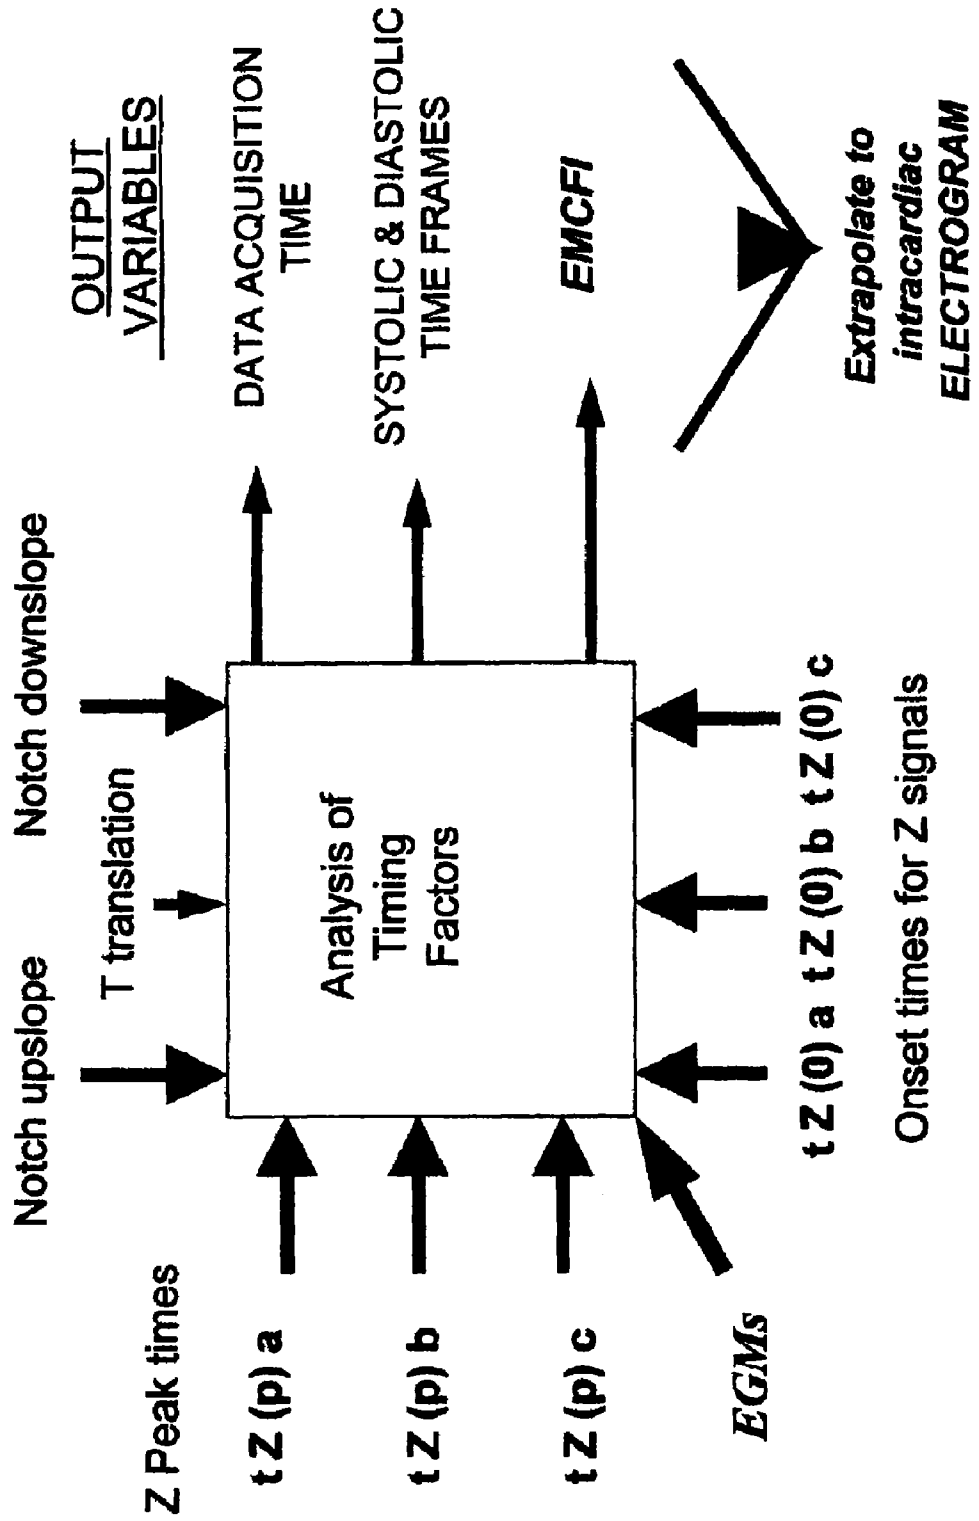 Notch upslope
T translation
Notch downslope
OUTPUT
VARIABLES
Z Peak times
t Z (p) a
t Z (p) b
t Z (p) c
EGMs
Analysis of
Timing
Factors
DATA ACQUISITION
TIME
SYSTOLIC & DIASTOLIC
TIME FRAMES
EMCFI
t Z (0) a t Z (0) b t Z (0) c
Onset times for Z signals
Extrapolate to
intracardiac
ELECTROGRAM